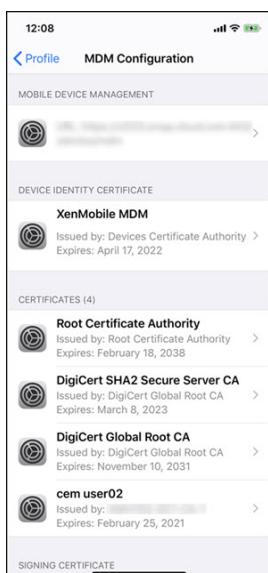 12:08
Profile
MDM Configuration
MOBILE DEVICE MANAGEMENT
DEVICE IDENTITY CERTIFICATE
XenMobile MDM
Issued by: Devices Certificate Authority
Expires: April 17, 2022
CERTIFICATES (4)
Root Certificate Authority
Issued by: Root Certificate Authority
Expires: February 18, 2038
DigiCert SHA2 Secure Server CA
Issued by: DigiCert Global Root CA
Expires: March 8, 2023
DigiCert Global Root CA
Issued by: DigiCert Global Root CA
Expires: November 10, 2031
cem user02
Issued by:
Expires: February 25, 2021
SIGNING CERTIFICATE